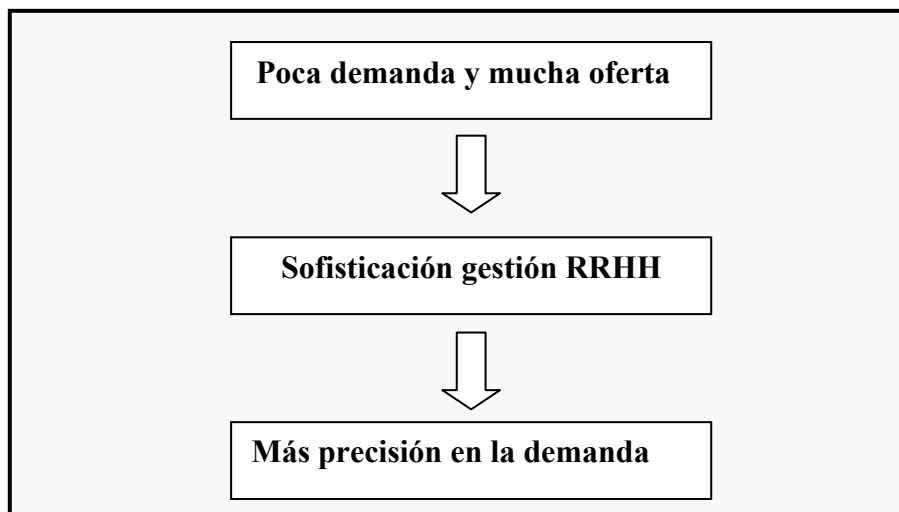 Poca demanda y mucha oferta
Sofisticación gestión RRHH
Más precisión en la demanda